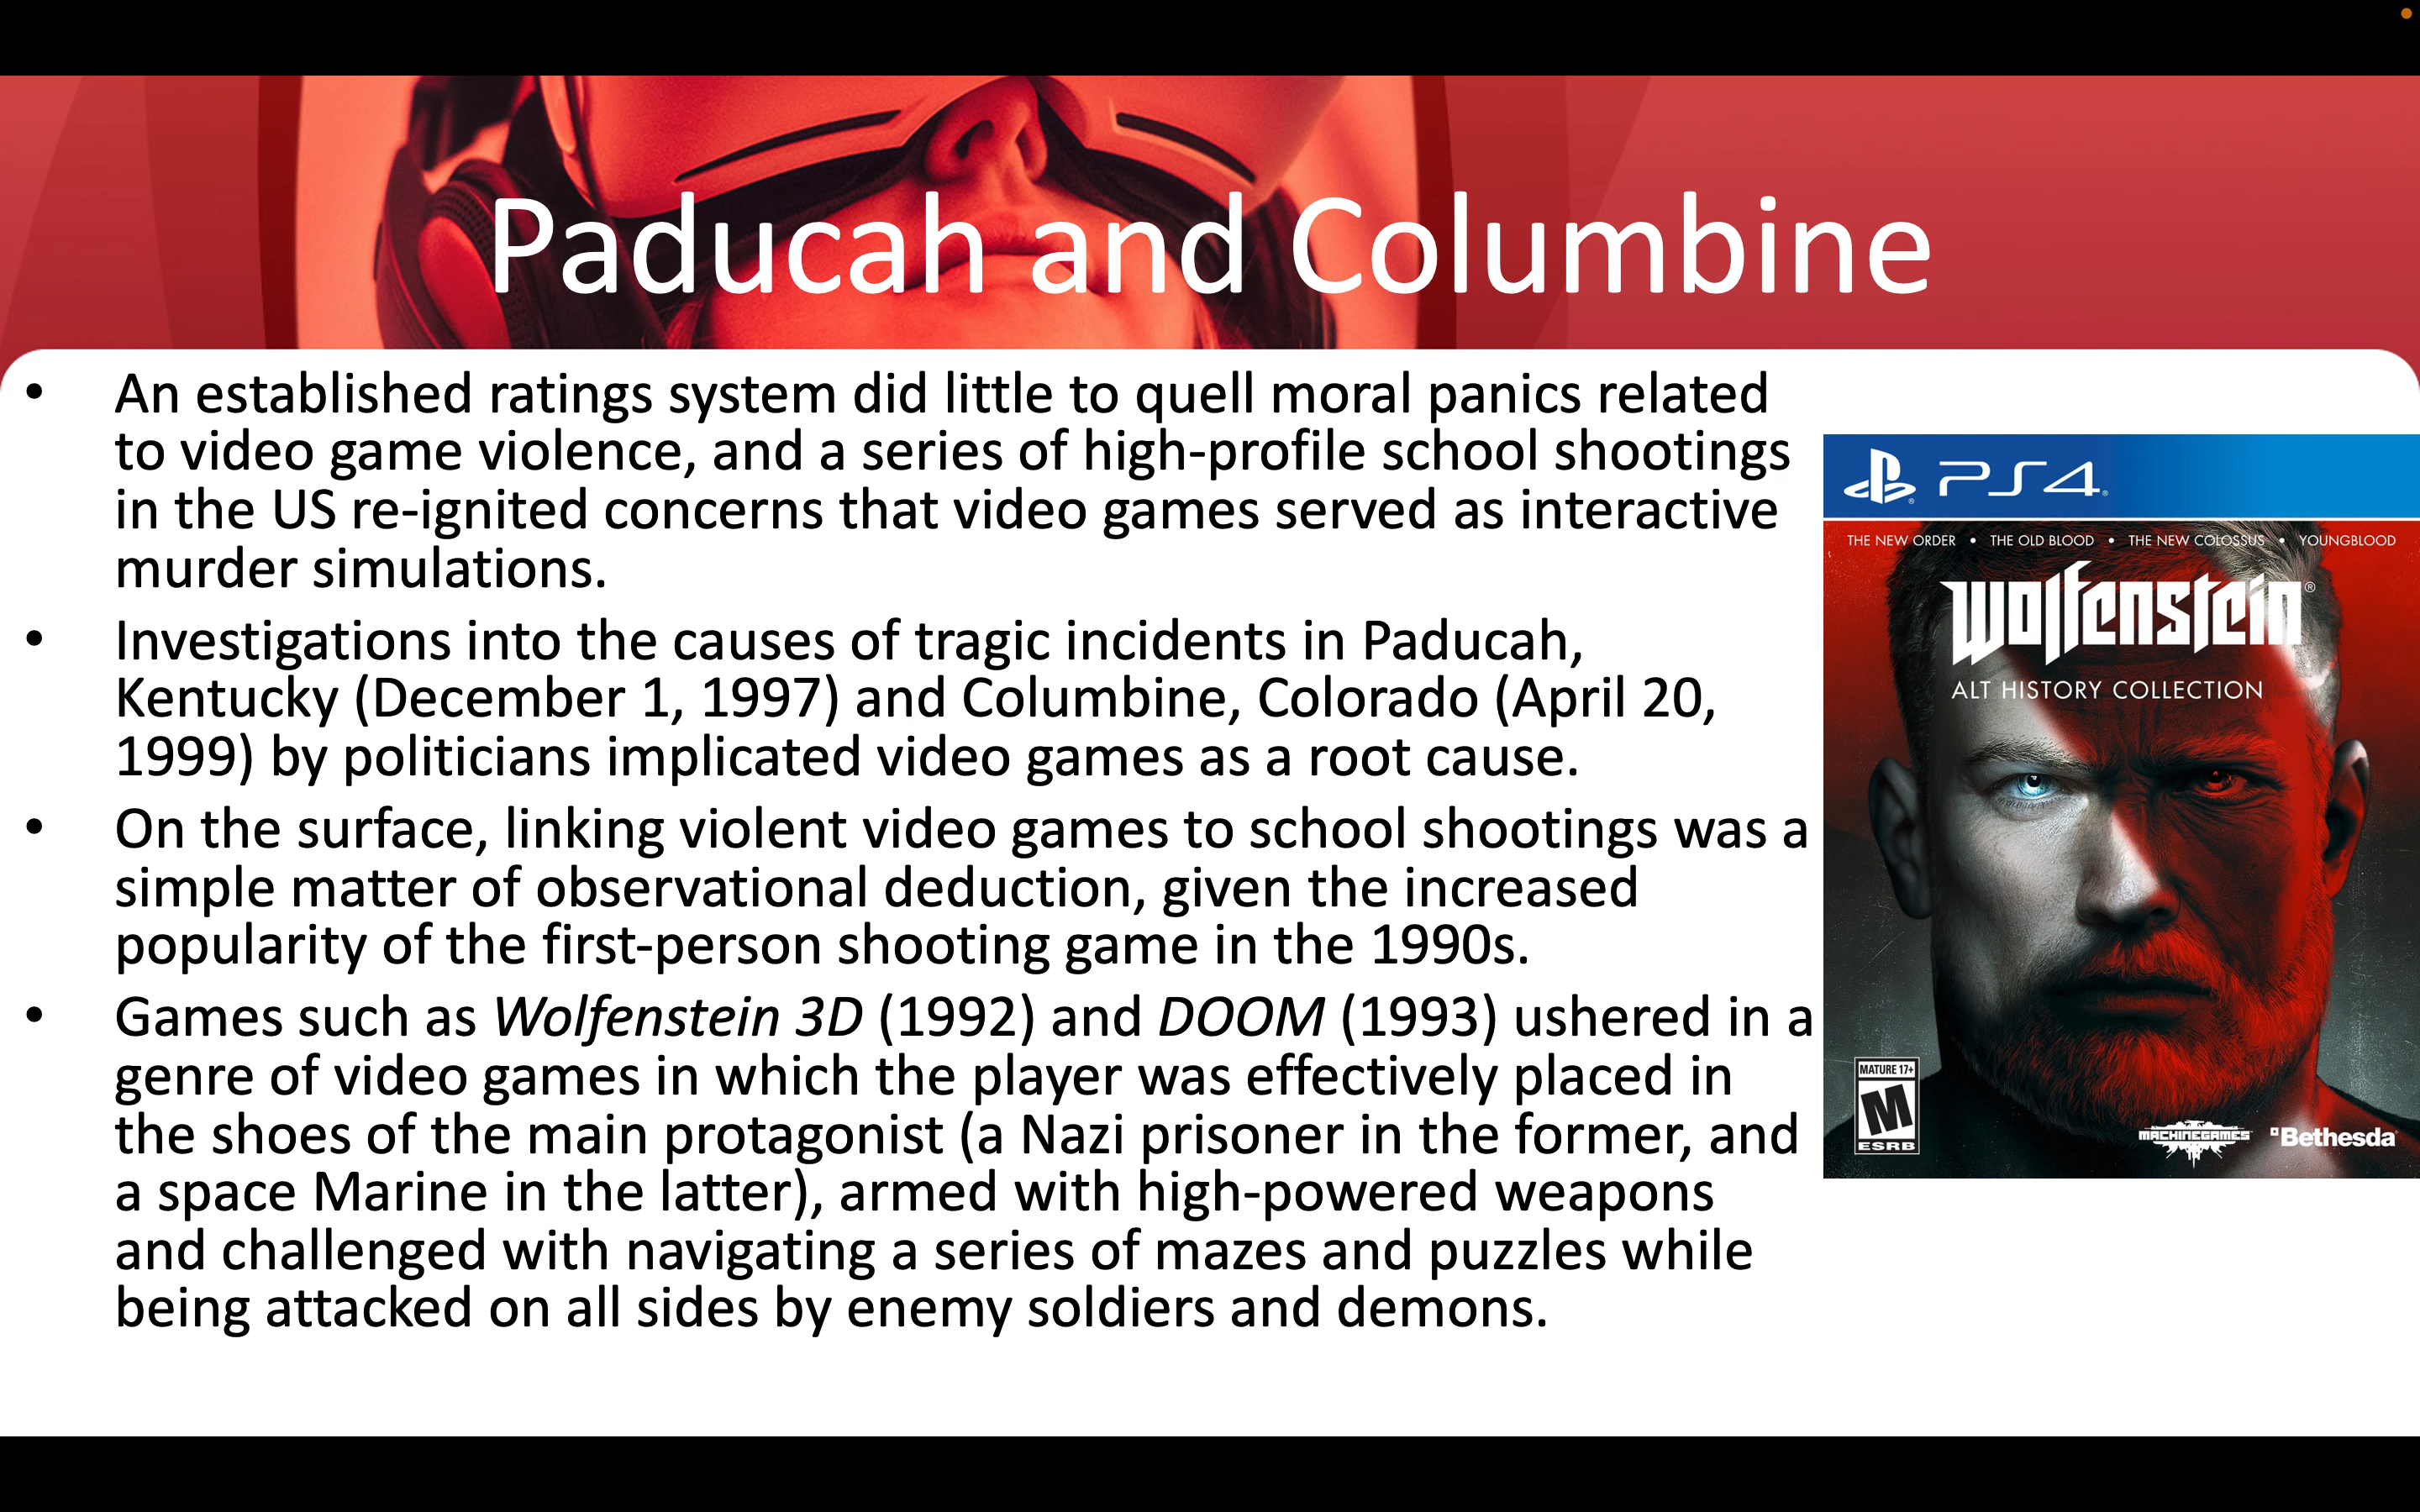 Paducah and Columbine
• An established ratings system did little to quell moral panics related
to video game violence, and a series of high-profile school shootings
in the US re-ignited concerns that video games served as interactive
murder simulations.
• Investigations into the causes of tragic incidents in Paducah,
Kentucky (December 1, 1997) and Columbine, Colorado (April 20,
1999) by politicians implicated video games as a root cause.
• On the surface, linking violent video games to school shootings was a
simple matter of observational deduction, given the increased
popularity of the first-person shooting game in the 1990s.
• Games such as Wolfenstein 3D (1992) and DOOM (1993) ushered in a
genre of video games in which the player was effectively placed in
the shoes of the main protagonist (a Nazi prisoner in the former, and
a space Marine in the latter), armed with high-powered weapons
and challenged with navigating a series of mazes and puzzles while
being attacked on all sides by enemy soldiers and demons.
PS4
THE NEW ORDER • THE OLD BLOOD • THE NEW COLOSSUS • YOUNGBLOOD
Wolfenstein®
ALT HISTORY COLLECTION
MATURE 17+
M
ESRB
MACHINEGAMES Bethesda